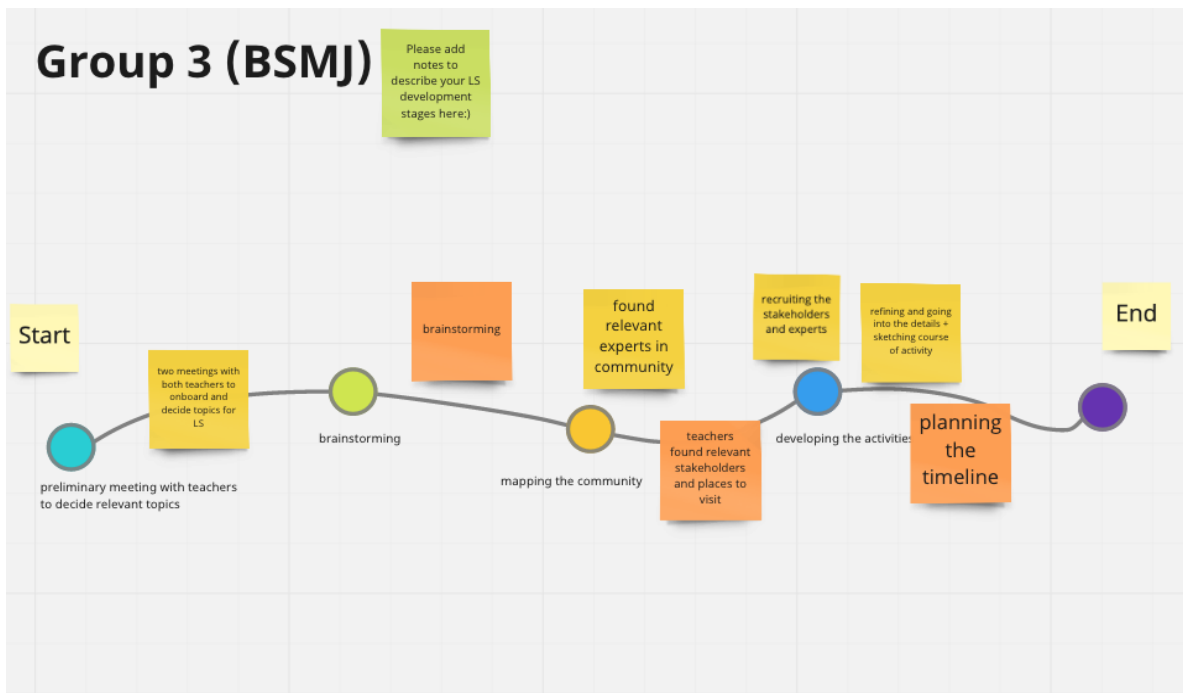 Group 3 (BSMJ)
Please add
notes to
describe your LS
development
stages here:)
Start
two meetings with
both teachers to
onboard and
decide topics for
LS
preliminary meeting with teachers
to decide relevant topics
brainstorming
brainstorming
found
relevant
experts in
community
mapping the community
teachers
found relevant
stakeholders
and places to
visit
recruiting the
stakeholders
and experts
developing the activities
refining and going
into the details +
sketching course
of activity
planning
the
timeline
End